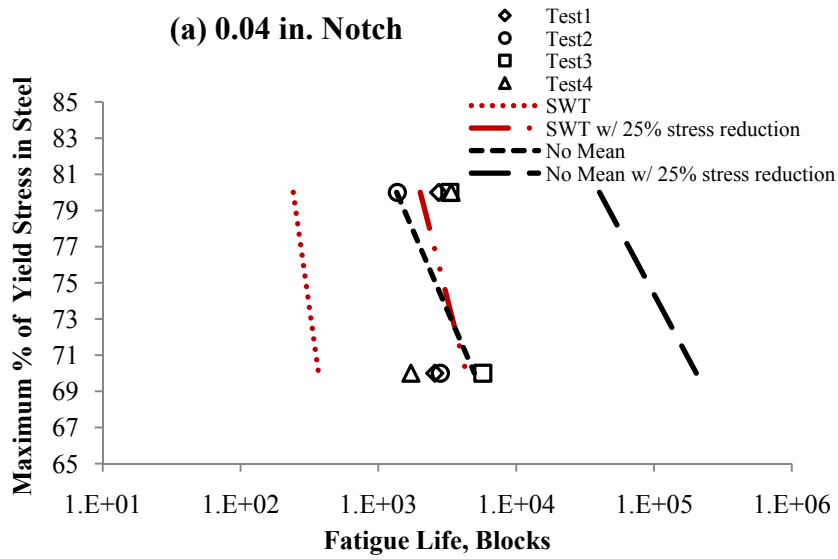 (a) 0.04 in. Notch
Test1
Test2
Test3
Test4
SWT
SWT w/ 25% stress reduction
No Mean
No Mean w/ 25% stress reduction
Maximum % of Yield Stress in Steel
85
83
81
79
77
75
73
71
69
67
65
1.E+01
1.E+02
1.E+03
1.E+04
1.E+05
1.E+06
Fatigue Life, Blocks